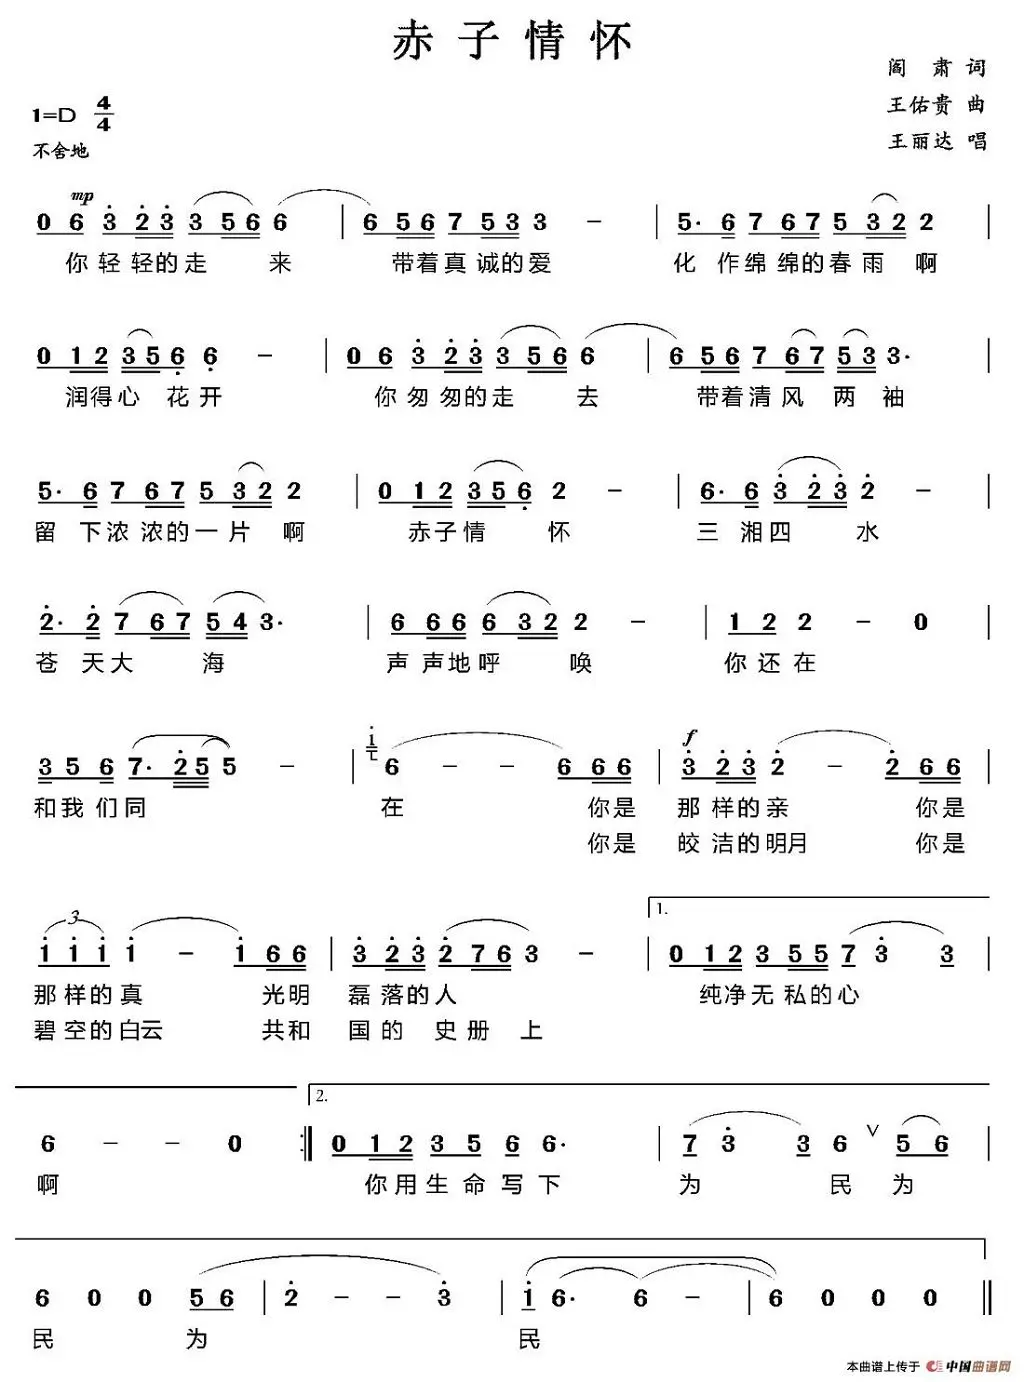 赤子情怀
阎 肃 词
王佑贵 曲
王丽达 唱
1=D 4/4
不舍地
mp
0 6 3 2 3 3 5 6 6 | 6 5 6 7 5 3 3 － | 5· 6 7 6 7 5 3 2 2 |
你轻轻的走 来 带着真诚的爱 化 作绵绵的春雨 啊
0 1 2 3 5 6 6 － | 0 6 3 2 3 3 5 6 6 | 6 5 6 7 6 7 5 3 3· |
润得心 花开 你匆匆的走 去 带着清风 两 袖
5· 6 7 6 7 5 3 2 2 | 0 1 2 3 5 6 2 － | 6· 6 3 2 3 2 － |
留 下浓浓的一片 啊 赤子情 怀 三 湘四 水
2· 2 7 6 7 5 4 3· | 6 6 6 6 3 2 2 － | 1 2 2 － 0 |
苍 天大 海 声声地呼 唤 你还在
3 5 6 7· 2 5 5 － | i 6 － － 6 6 6 | f 3 2 3 2 － 2 6 6 |
和我们同 在 你是 那样的亲 你是
你是 皎洁的明月 你是
3
i i i i － i 6 6 | 3 2 3 2 7 6 3 － | 1. 0 1 2 3 5 5 7 3 3 |
那样的真 光明 磊落的人 纯净无私的心
碧空的白云 共和 国的 史册 上
6 － － 0 :| 2. 0 1 2 3 5 6 6· | 7 3 3 6 ∨ 5 6 |
啊 你用生命写下 为 民 为
6 0 0 5 6 | 2 － － 3 | i 6· 6 － | 6 0 0 0 ||
民 为 民
本曲谱上传于 中国曲谱网